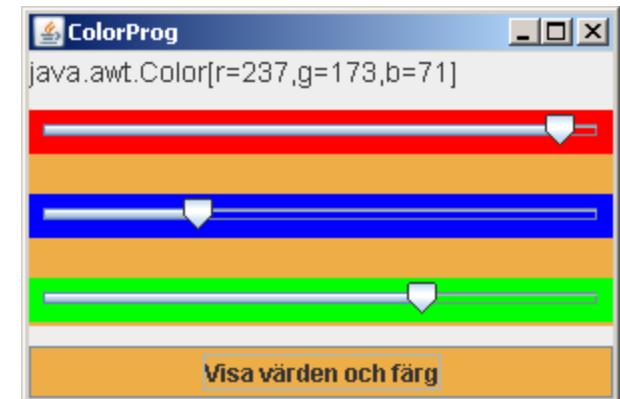 ColorProg
java.awt.Color[r=237,g=173,b=71]
Visa värden och färg